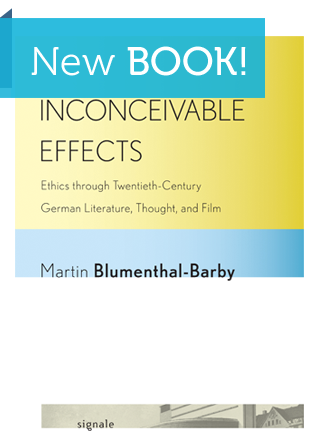 New BOOK!
INCONCEIVABLE
EFFECTS
Ethics through Twentieth-Century
German Literature, Thought, and Film
Martin Blumenthal-Barby
signale